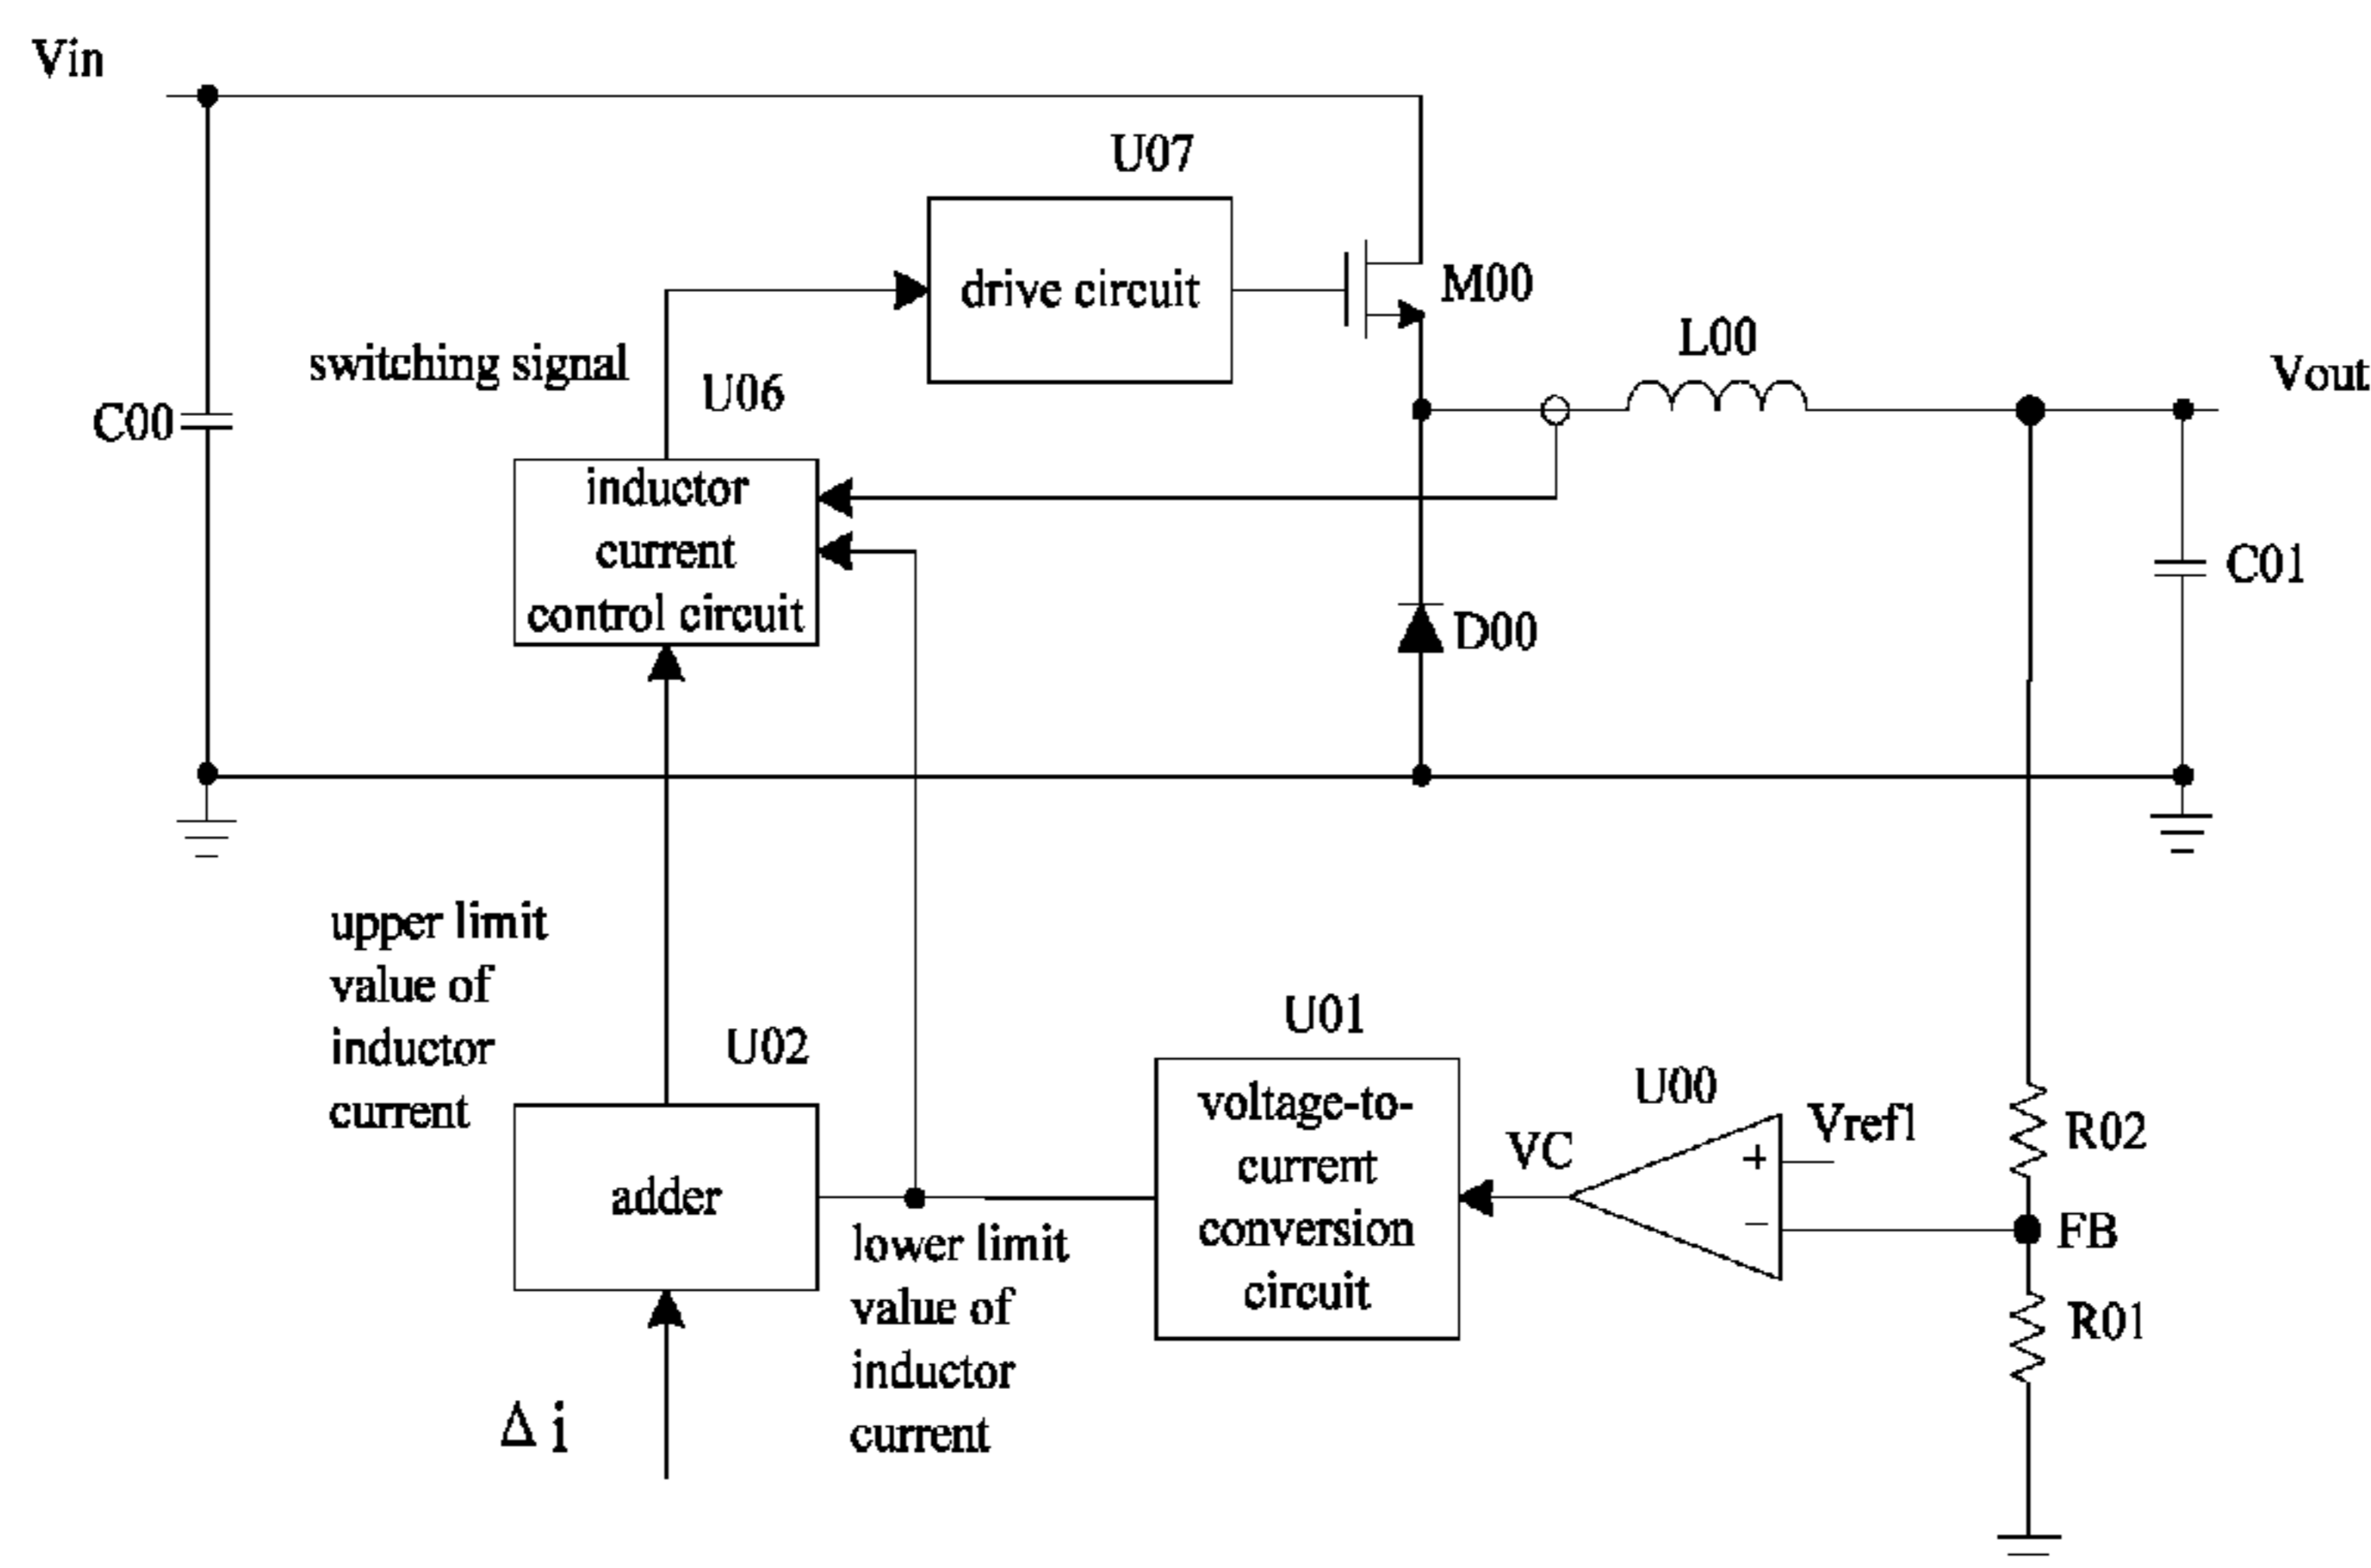 Vin
U07
drive circuit
M00
L00
Vout
switching signal
U06
C00
inductor
current
control circuit
C01
D00
upper limit
value of
inductor
current
U02
U01
U00
voltage-to-
current
conversion
circuit
VC
Vref1
+
−
R02
adder
FB
lower limit
value of
inductor
current
R01
Δi